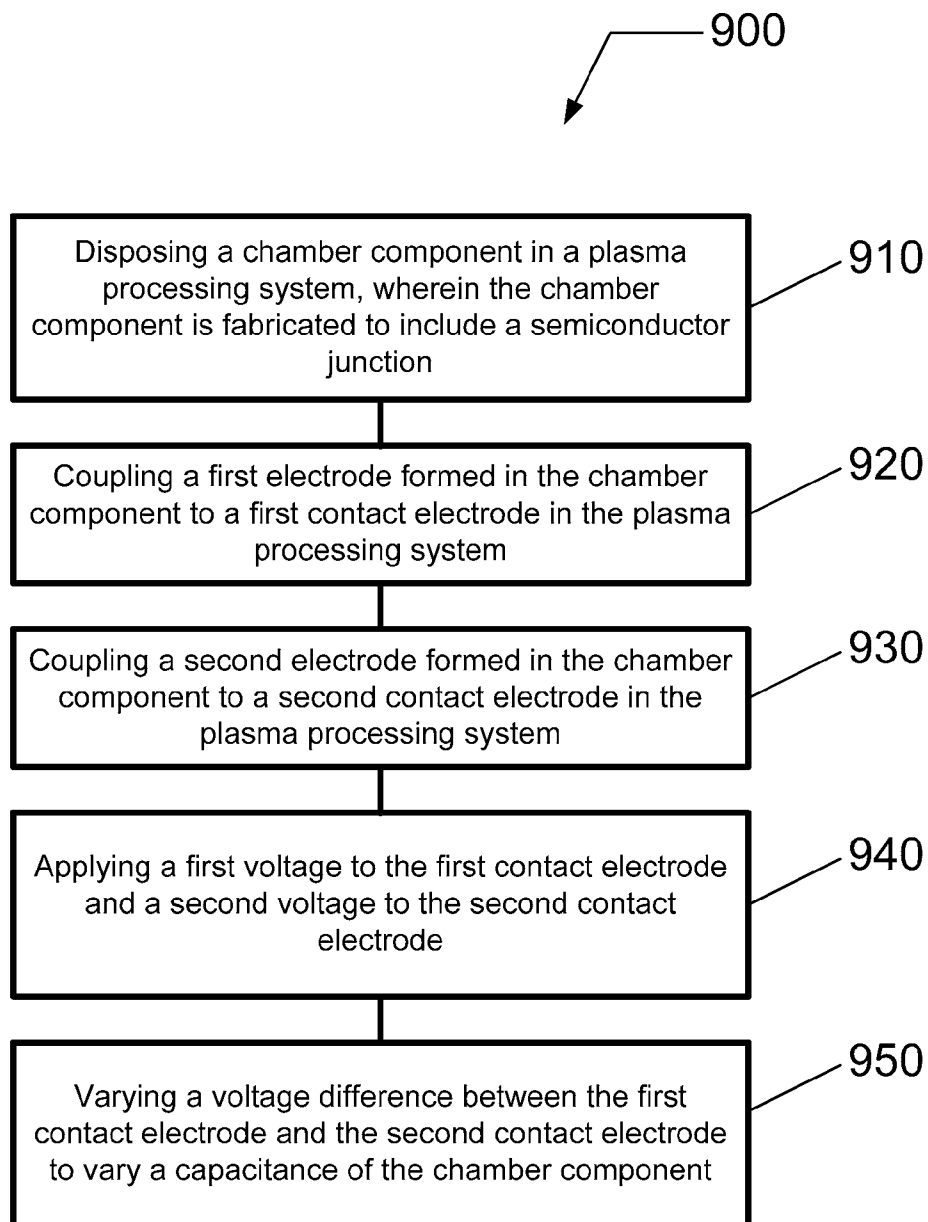 900
Disposing a chamber component in a plasma
processing system, wherein the chamber
component is fabricated to include a semiconductor
junction
910
Coupling a first electrode formed in the chamber
component to a first contact electrode in the plasma
processing system
920
Coupling a second electrode formed in the chamber
component to a second contact electrode in the
plasma processing system
930
Applying a first voltage to the first contact electrode
and a second voltage to the second contact
electrode
940
Varying a voltage difference between the first
contact electrode and the second contact electrode
to vary a capacitance of the chamber component
950